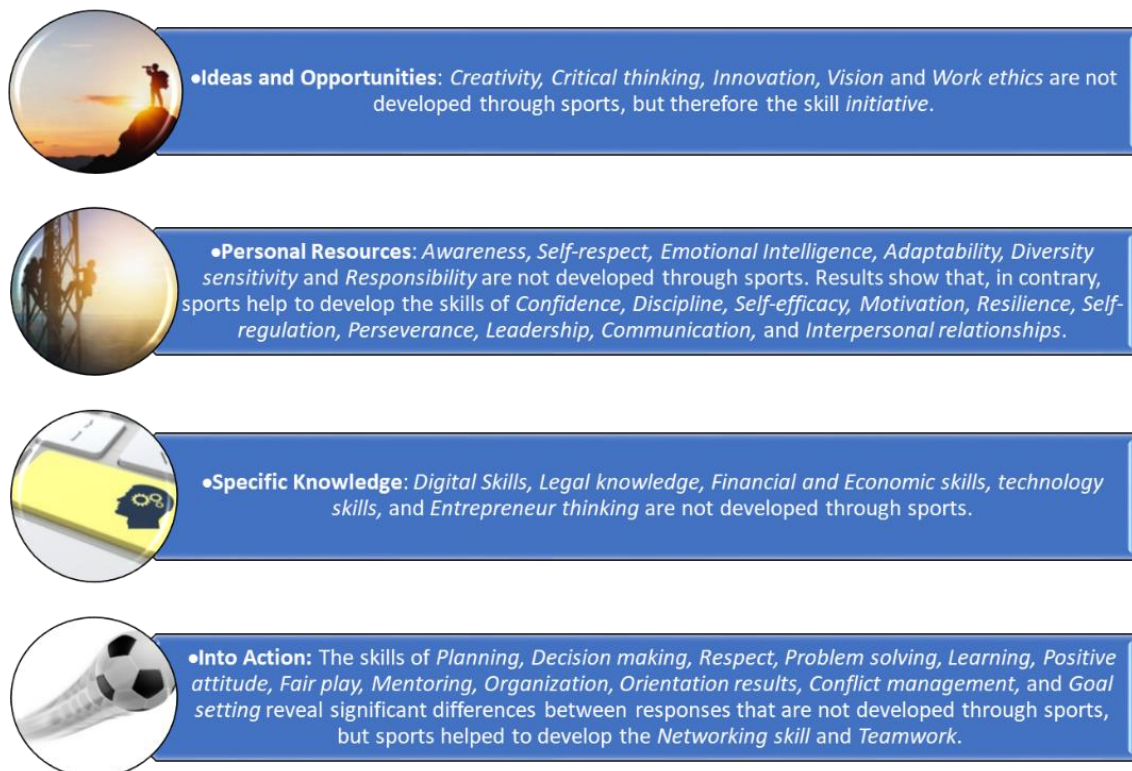 •Ideas and Opportunities: Creativity, Critical thinking, Innovation, Vision and Work ethics are not
developed through sports, but therefore the skill initiative.
•Personal Resources: Awareness, Self-respect, Emotional Intelligence, Adaptability, Diversity
sensitivity and Responsibility are not developed through sports. Results show that, in contrary,
sports help to develop the skills of Confidence, Discipline, Self-efficacy, Motivation, Resilience, Self-
regulation, Perseverance, Leadership, Communication, and Interpersonal relationships.
•Specific Knowledge: Digital Skills, Legal knowledge, Financial and Economic skills, technology
skills, and Entrepreneur thinking are not developed through sports.
•Into Action: The skills of Planning, Decision making, Respect, Problem solving, Learning, Positive
attitude, Fair play, Mentoring, Organization, Orientation results, Conflict management, and Goal
setting reveal significant differences between responses that are not developed through sports,
but sports helped to develop the Networking skill and Teamwork.